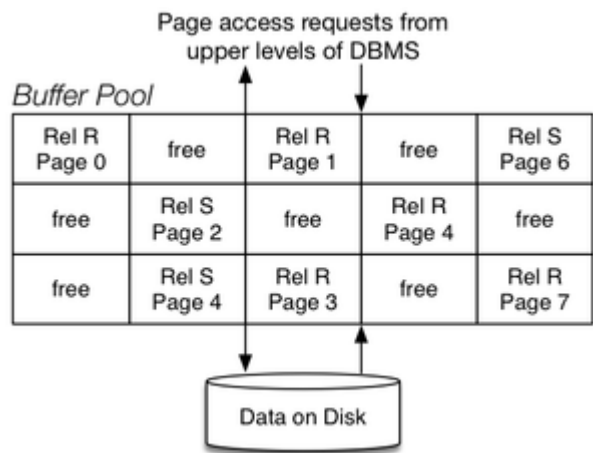 Page access requests from
upper levels of DBMS
Buffer Pool
Rel R
Page 0
free
Rel R
Page 1
free
Rel S
Page 6
free
Rel S
Page 2
free
Rel R
Page 4
free
free
Rel S
Page 4
Rel R
Page 3
free
Rel R
Page 7
Data on Disk